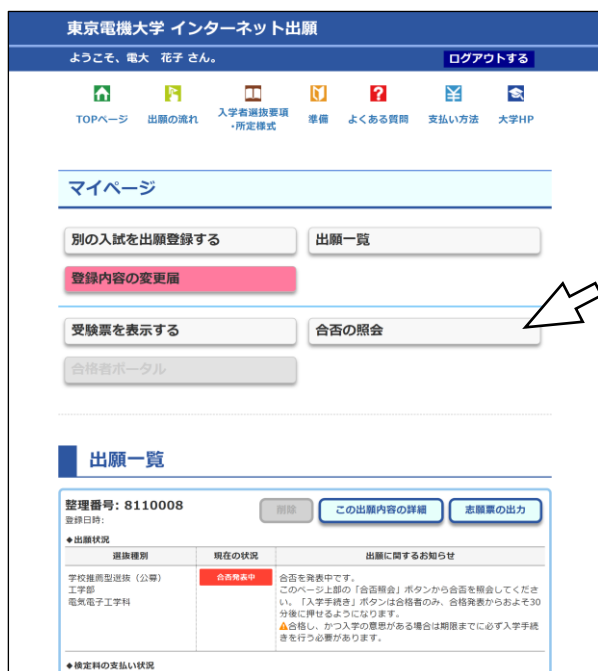 東京電機大学 インターネット出願
ようこそ、電大 花子 さん。
ログアウトする
TOPページ
出願の流れ
入学者選抜要項
・所定様式
準備
よくある質問
支払い方法
大学HP
マイページ
別の入試を出願登録する
出願一覧
登録内容の変更届
受験票を表示する
合否の照会
合格者ポータル
出願一覧
整理番号: 8110008
登録日時:
削除
この出願内容の詳細
志願票の出力
◆出願状況
選抜種別
現在の状況
出願に関するお知らせ
学校推薦型選抜（公募）
工学部
電気電子工学科
合否発表中
合否を発表中です。
このページ上部の「合否照会」ボタンから合否を照会してくださ
い。「入学手続き」ボタンは合格者のみ、合格発表からおよそ30
分後に押せるようになります。
⚠合格し、かつ入学の意思がある場合は期限までに必ず入学手続
きを行う必要があります。
◆検定料の支払い状況